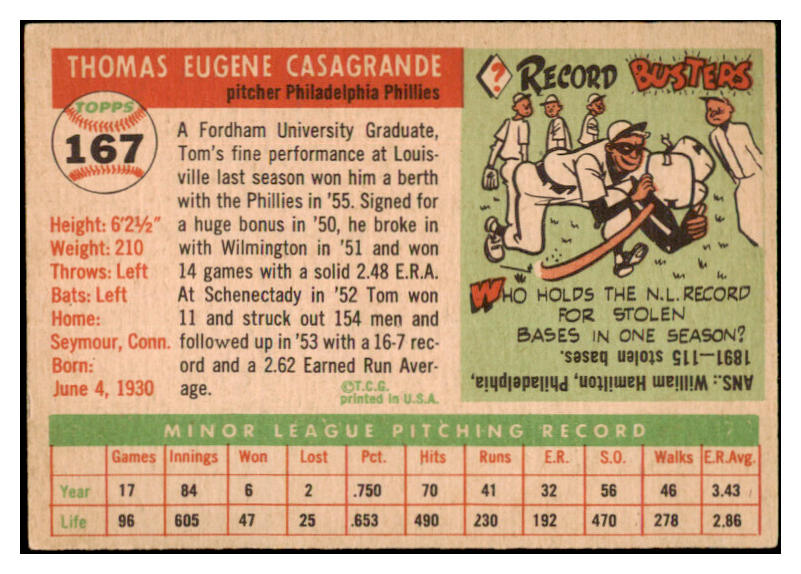 THOMAS EUGENE CASAGRANDE
pitcher Philadelphia Phillies
TOPPS
167
Height: 6'2½"
Weight: 210
Throws: Left
Bats: Left
Home:
Seymour, Conn.
Born:
June 4, 1930
A Fordham University Graduate,
Tom's fine performance at Louis-
ville last season won him a berth
with the Phillies in '55. Signed for
a huge bonus in '50, he broke in
with Wilmington in '51 and won
14 games with a solid 2.48 E.R.A.
At Schenectady in '52 Tom won
11 and struck out 154 men and
followed up in '53 with a 16-7 rec-
ord and a 2.62 Earned Run Aver-
age.
©T.C.G.
printed in U.S.A.
? RECORD BUSTERS
WHO HOLDS THE N.L. RECORD
FOR STOLEN
BASES IN ONE SEASON?
ANS.: William Hamilton, Philadelphia,
1891—115 stolen bases.
MINOR LEAGUE PITCHING RECORD
Games Innings Won Lost Pct. Hits Runs E.R. S.O. Walks E.R.Avg.
Year 17 84 6 2 .750 70 41 32 56 46 3.43
Life 96 605 47 25 .653 490 230 192 470 278 2.86